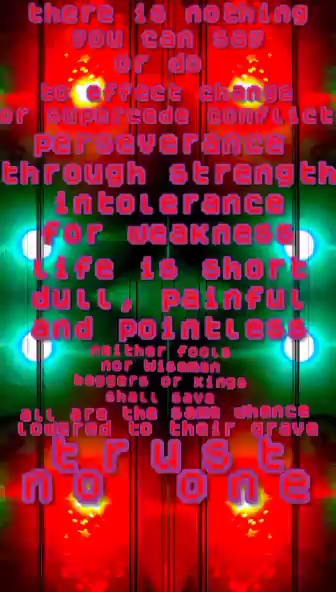 there is nothing
you can say
or do
to effect change
or supercede conflict
perseverance
through strength
intolerance
for weakness
life is short
dull, painful
and pointless
neither fools
nor wisemen
beggers or kings
shall save
all are the same whence
lowered to their grave
trust
no one